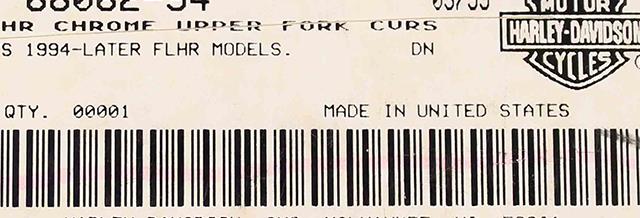 HR CHROME UPPER FORK CVRS
S 1994-LATER FLHR MODELS. DN
MOTOR
HARLEY-DAVIDSON
CYCLES
QTY. 00001 MADE IN UNITED STATES